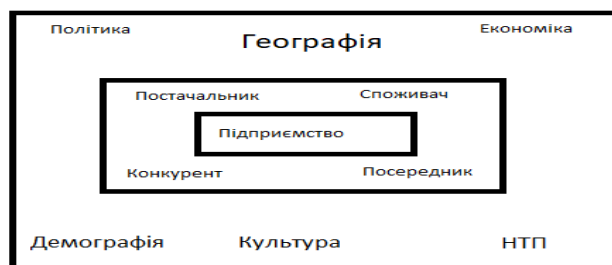 Політика Географія Економіка
Постачальник Споживач
Підприємство
Конкурент Посередник
Демографія Культура НТП